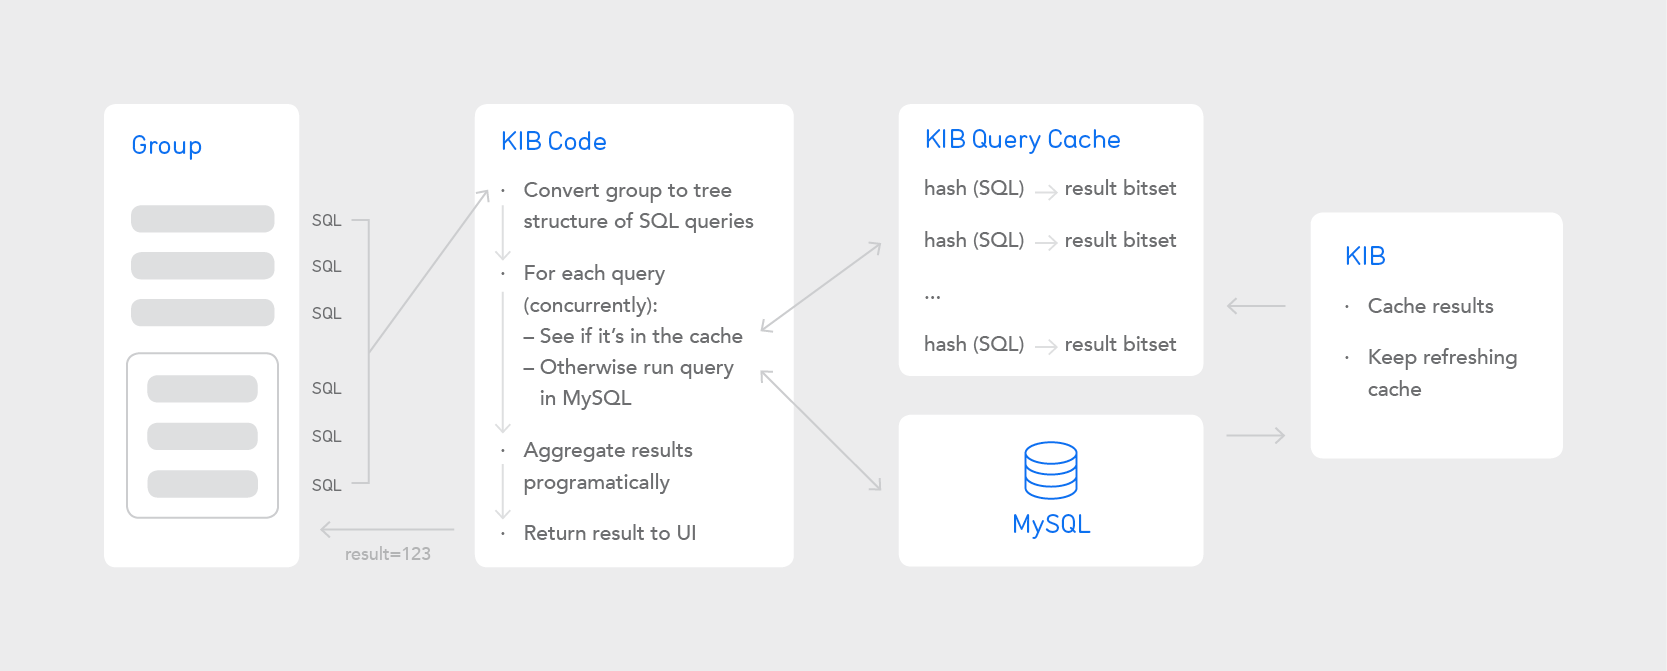 Group
SQL
SQL
SQL
SQL
SQL
SQL
result=123
KIB Code
· Convert group to tree
structure of SQL queries
· For each query
(concurrently):
– See if it’s in the cache
– Otherwise run query
in MySQL
· Aggregate results
programatically
· Return result to UI
KIB Query Cache
hash (SQL) → result bitset
hash (SQL) → result bitset
...
hash (SQL) → result bitset
MySQL
KIB
· Cache results
· Keep refreshing
cache